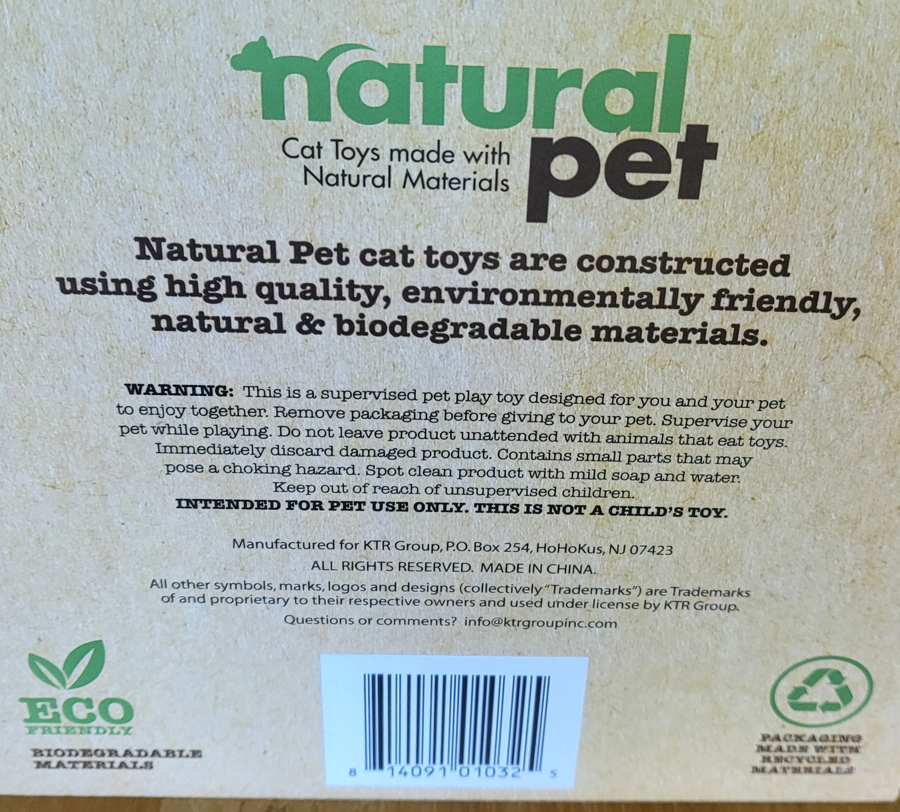 natural
pet
Cat Toys made with
Natural Materials
Natural Pet cat toys are constructed
using high quality, environmentally friendly,
natural & biodegradable materials.
WARNING: This is a supervised pet play toy designed for you and your pet
to enjoy together. Remove packaging before giving to your pet. Supervise your
pet while playing. Do not leave product unattended with animals that eat toys.
Immediately discard damaged product. Contains small parts that may
pose a choking hazard. Spot clean product with mild soap and water.
Keep out of reach of unsupervised children.
INTENDED FOR PET USE ONLY. THIS IS NOT A CHILD'S TOY.
Manufactured for KTR Group, P.O. Box 254, HoHoKus, NJ 07423
ALL RIGHTS RESERVED. MADE IN CHINA.
All other symbols, marks, logos and designs (collectively "Trademarks") are Trademarks
of and proprietary to their respective owners and used under license by KTR Group.
Questions or comments? info@ktrgroupinc.com
ECO
FRIENDLY
BIODEGRADABLE
MATERIALS
8 14091 01032 5
PACKAGING
MADE WITH
RECYCLED
MATERIALS